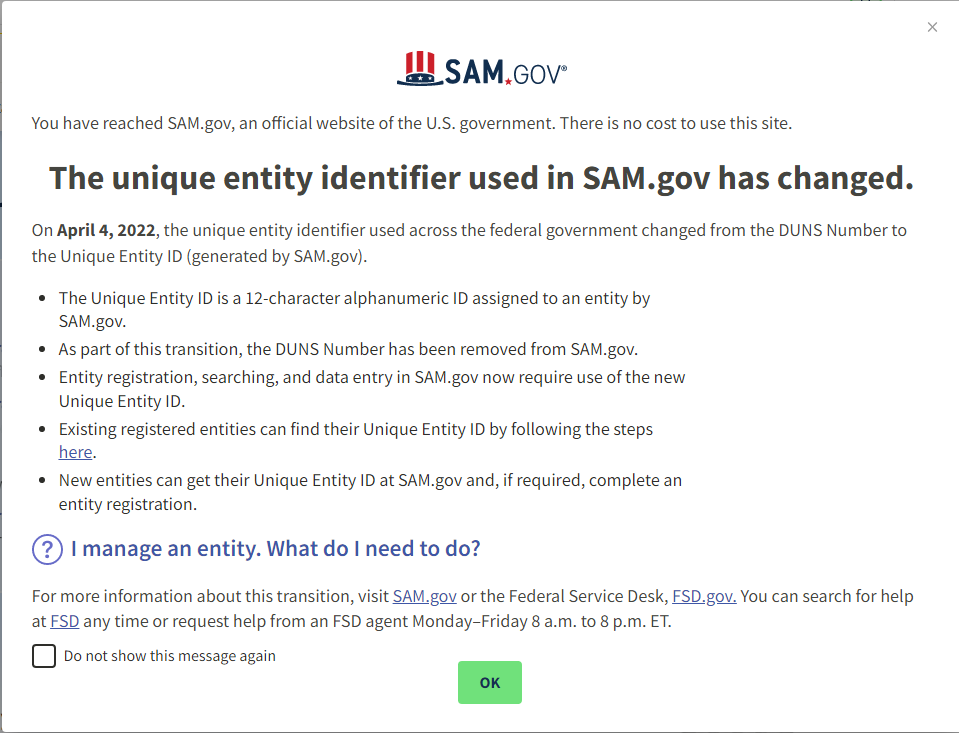 SAM.GOV®
You have reached SAM.gov, an official website of the U.S. government. There is no cost to use this site.
The unique entity identifier used in SAM.gov has changed.
On April 4, 2022, the unique entity identifier used across the federal government changed from the DUNS Number to
the Unique Entity ID (generated by SAM.gov).
• The Unique Entity ID is a 12-character alphanumeric ID assigned to an entity by
SAM.gov.
• As part of this transition, the DUNS Number has been removed from SAM.gov.
• Entity registration, searching, and data entry in SAM.gov now require use of the new
Unique Entity ID.
• Existing registered entities can find their Unique Entity ID by following the steps
here.
• New entities can get their Unique Entity ID at SAM.gov and, if required, complete an
entity registration.
? I manage an entity. What do I need to do?
For more information about this transition, visit SAM.gov or the Federal Service Desk, FSD.gov. You can search for help
at FSD any time or request help from an FSD agent Monday–Friday 8 a.m. to 8 p.m. ET.
Do not show this message again
OK